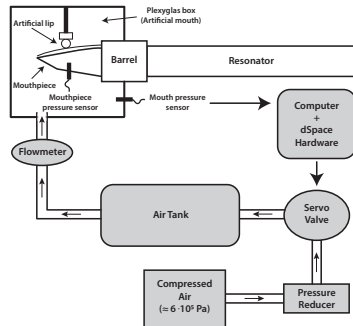 Artificial lip
Plexyglas box
(Artificial mouth)
Barrel
Resonator
Mouthpiece
Mouthpiece
pressure sensor
Mouth pressure
sensor
Computer
+
dSpace
Hardware
Flowmeter
Air Tank
Servo
Valve
Compressed
Air
(≈ 6 ·10⁵ Pa)
Pressure
Reducer